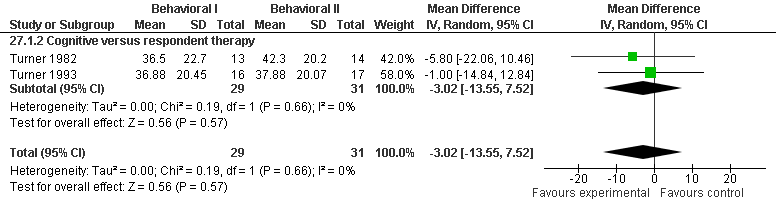 Behavioral I Behavioral II Mean Difference Mean Difference
Study or Subgroup Mean SD Total Mean SD Total Weight IV, Random, 95% CI IV, Random, 95% CI
27.1.2 Cognitive versus respondent therapy
Turner 1982 36.5 22.7 13 42.3 20.2 14 42.0% -5.80 [-22.06, 10.46]
Turner 1993 36.88 20.45 16 37.88 20.07 17 58.0% -1.00 [-14.84, 12.84]
Subtotal (95% CI) 29 31 100.0% -3.02 [-13.55, 7.52]
Heterogeneity: Tau² = 0.00; Chi² = 0.19, df = 1 (P = 0.66); I² = 0%
Test for overall effect: Z = 0.56 (P = 0.57)
Total (95% CI) 29 31 100.0% -3.02 [-13.55, 7.52]
Heterogeneity: Tau² = 0.00; Chi² = 0.19, df = 1 (P = 0.66); I² = 0%
Test for overall effect: Z = 0.56 (P = 0.57)
-20 -10 0 10 20
Favours experimental Favours control